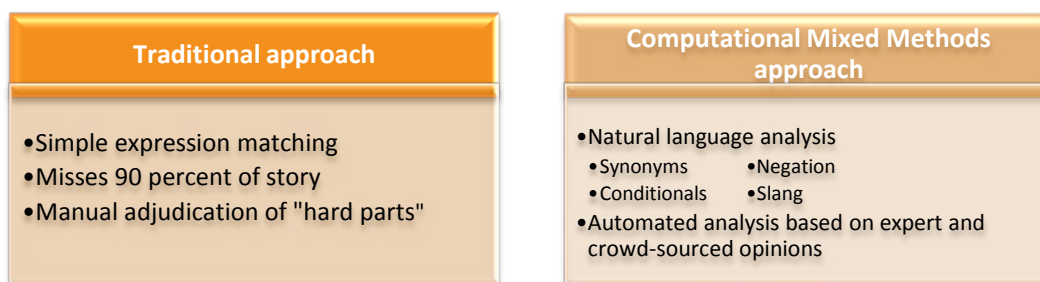 Traditional approach
•Simple expression matching
•Misses 90 percent of story
•Manual adjudication of "hard parts"
Computational Mixed Methods
approach
•Natural language analysis
•Synonyms •Negation
•Conditionals •Slang
•Automated analysis based on expert and
crowd-sourced opinions